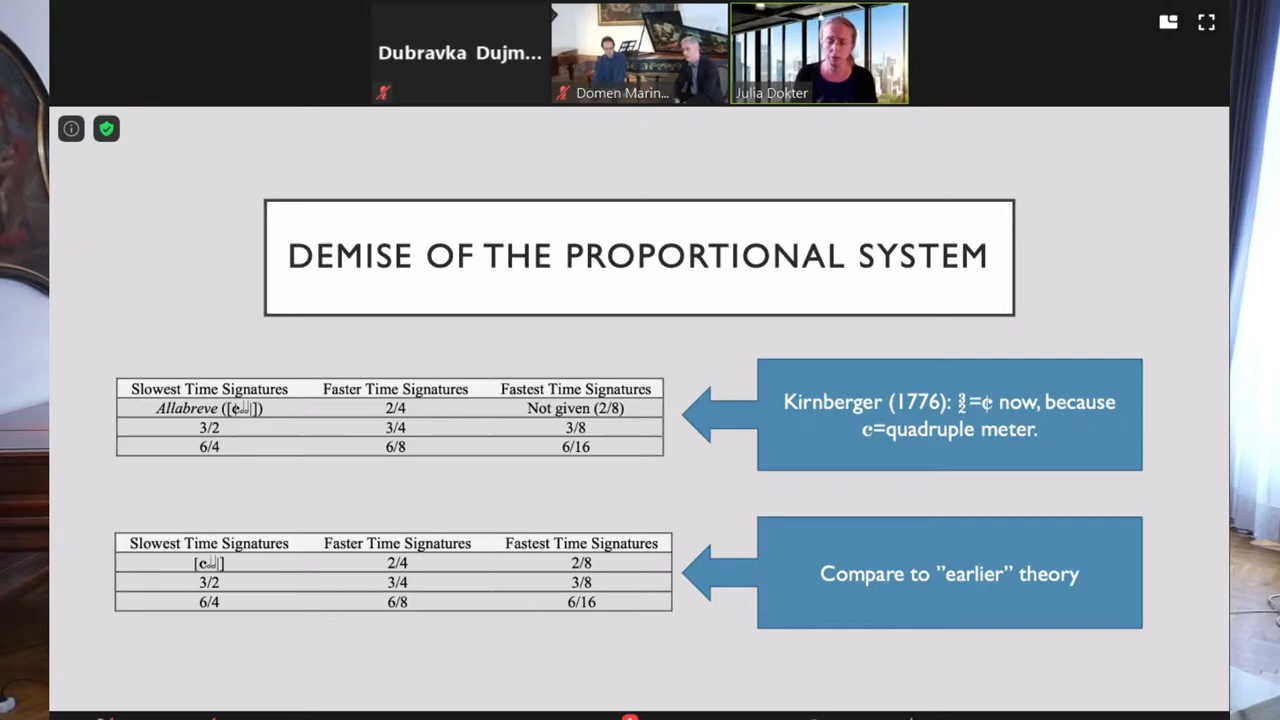 Dubravka Dujm...
Domen Marin...
Julia Dokter
DEMISE OF THE PROPORTIONAL SYSTEM
Slowest Time Signatures Faster Time Signatures Fastest Time Signatures
Allabreve ([¢𝅗𝅥𝅗𝅥|]) 2/4 Not given (2/8)
3/2 3/4 3/8
6/4 6/8 6/16
Kirnberger (1776): 3/2=¢ now, because
c=quadruple meter.
Slowest Time Signatures Faster Time Signatures Fastest Time Signatures
[c𝅗𝅥𝅗𝅥|] 2/4 2/8
3/2 3/4 3/8
6/4 6/8 6/16
Compare to ”earlier” theory